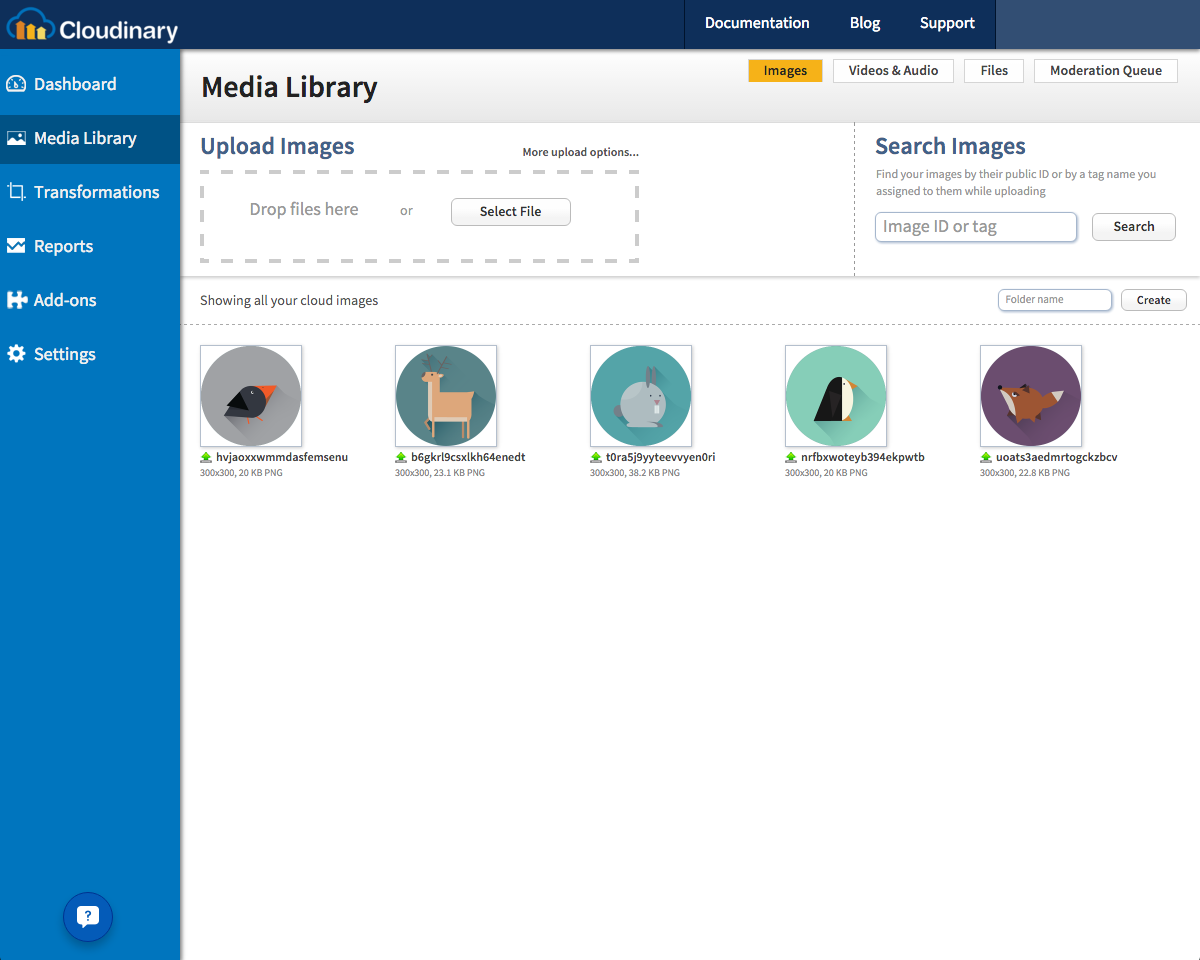 Cloudinary
Documentation
Blog
Support
Dashboard
Media Library
Transformations
Reports
Add-ons
Settings
?
Media Library
Images
Videos & Audio
Files
Moderation Queue
Upload Images
More upload options...
Drop files here
or
Select File
Search Images
Find your images by their public ID or by a tag name you
assigned to them while uploading
Image ID or tag
Search
Showing all your cloud images
Folder name
Create
hvjaoxxwmmdasfemsenu
300x300, 20 KB PNG
b6gkrl9csxlkh64enedt
300x300, 23.1 KB PNG
t0ra5j9yyteevvyen0ri
300x300, 38.2 KB PNG
nrfbxwoteyb394ekpwtb
300x300, 20 KB PNG
uoats3aedmrtogckzbcv
300x300, 22.8 KB PNG